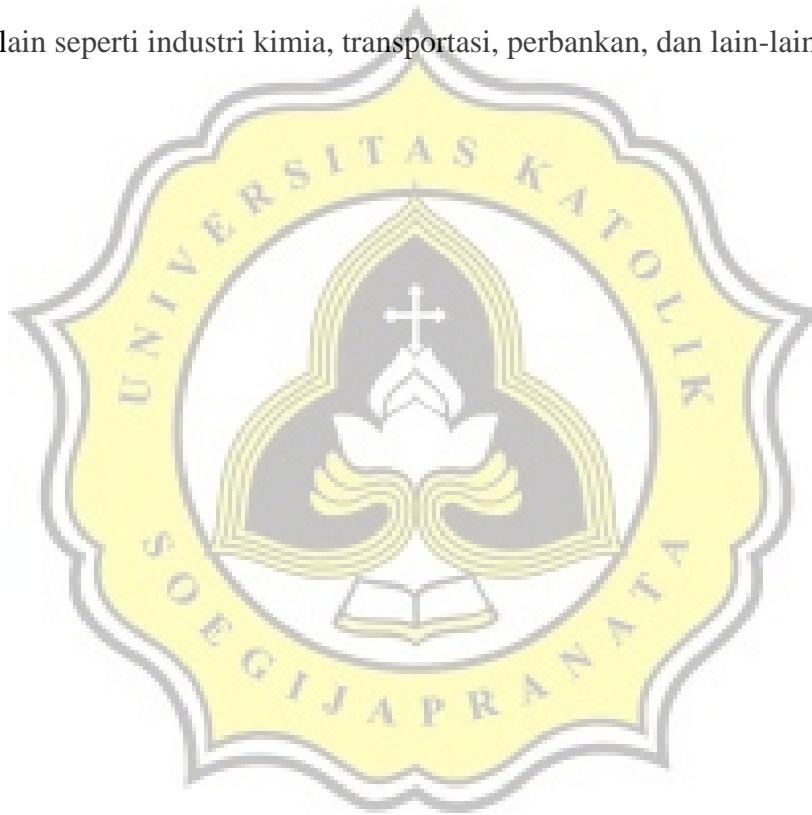 lain seperti industri kimia, transportasi, perbankan, dan lain-lain
UNIVERSITAS KATOLIK
SOEGIJAPRANATA